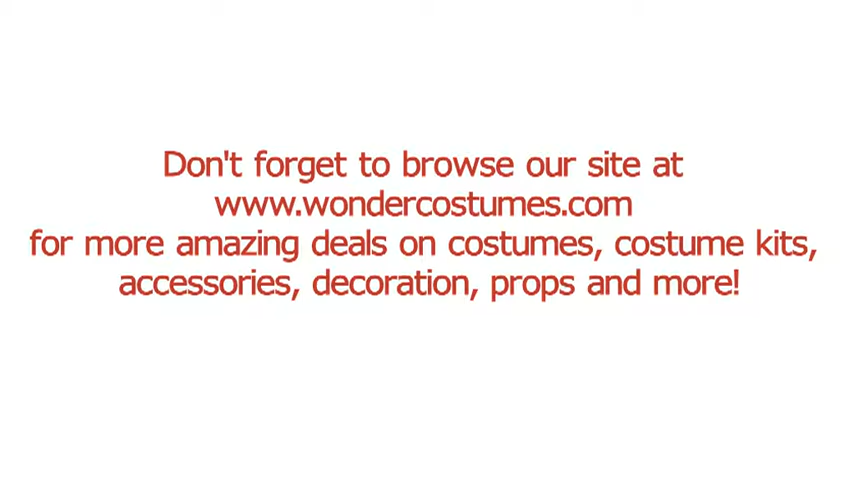 Don't forget to browse our site at
www.wondercostumes.com
for more amazing deals on costumes, costume kits,
accessories, decoration, props and more!